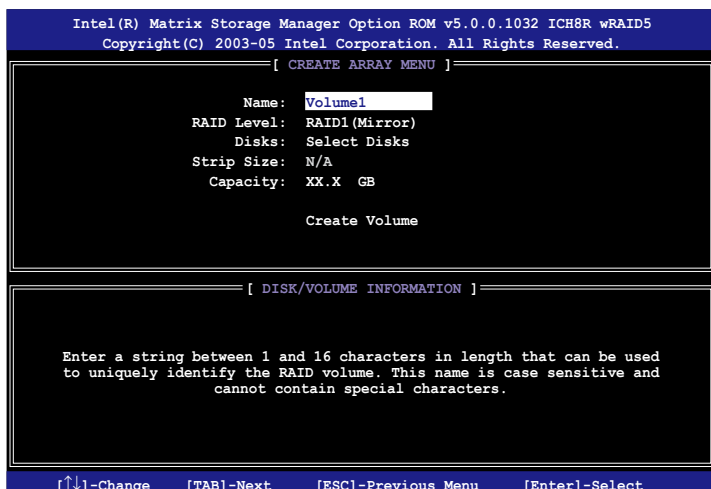 Intel(R) Matrix Storage Manager Option ROM v5.0.0.1032 ICH8R wRAID5
Copyright(C) 2003-05 Intel Corporation. All Rights Reserved.
[ CREATE ARRAY MENU ]
Name: Volume1
RAID Level: RAID1(Mirror)
Disks: Select Disks
Strip Size: N/A
Capacity: XX.X GB
Create Volume
[ DISK/VOLUME INFORMATION ]
Enter a string between 1 and 16 characters in length that can be used
to uniquely identify the RAID volume. This name is case sensitive and
cannot contain special characters.
[↑↓]-Change [TAB]-Next [ESC]-Previous Menu [Enter]-Select